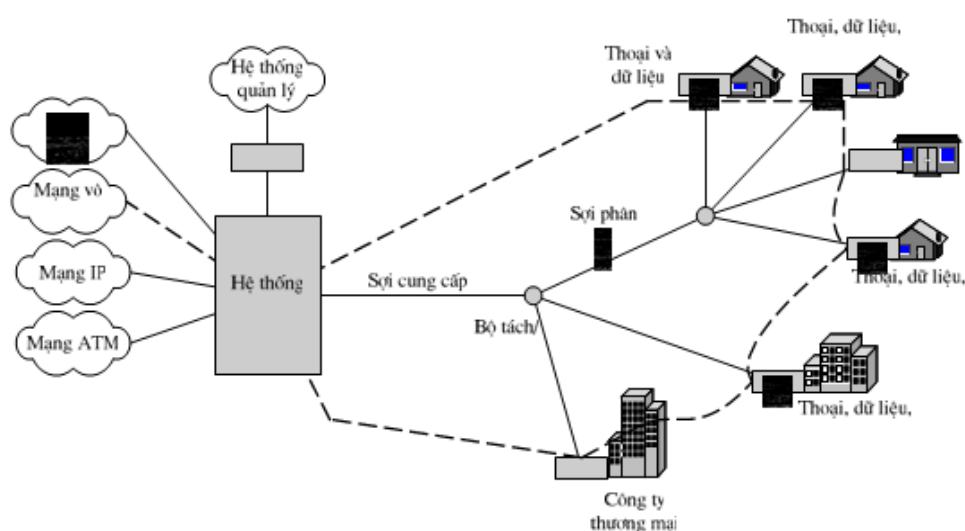 Thoại, dữ liệu,
Thoại và
dữ liệu
Hệ thống
quản lý
Mạng vô
Sợi phân
Mạng IP
Hệ thống
Sợi cung cấp
Thoại, dữ liệu,
Bộ tách/
Mạng ATM
Thoại, dữ liệu,
Công ty
thương mại